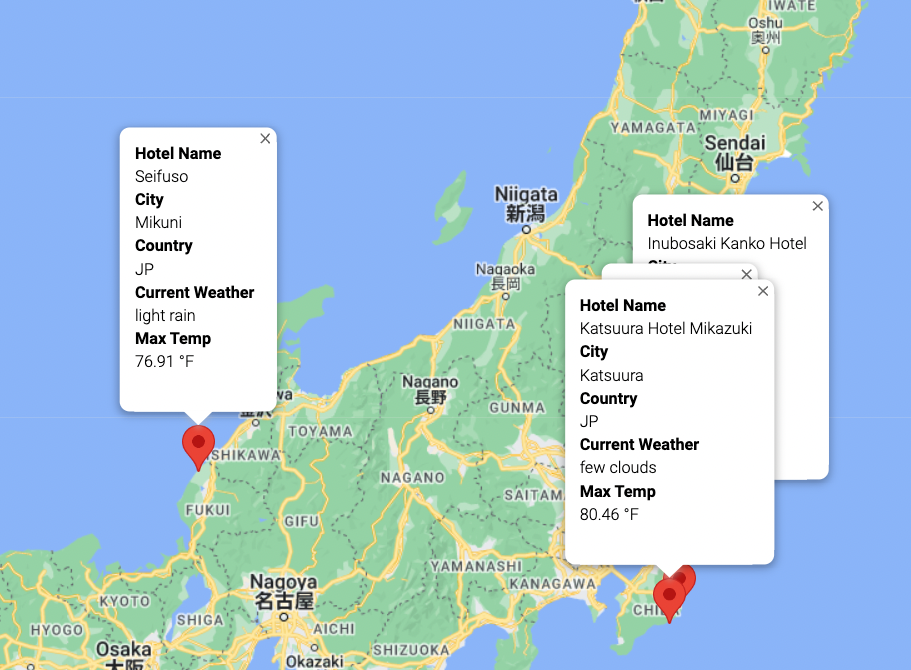 IWATE
Oshu
奥州
MIYAGI
YAMAGATA
Sendai
仙台
Niigata
新潟
Nagaoka
長岡
NIIGATA
Nagano
長野
GUNMA
TOYAMA
ISHIKAWA
NAGANO
SAITAMA
FUKUI
GIFU
YAMANASHI
KANAGAWA
Nagoya
名古屋
KYOTO
SHIGA
HYOGO
AICHI
SHIZUOKA
Osaka
大阪
Okazaki
Hotel Name
Seifuso
City
Mikuni
Country
JP
Current Weather
light rain
Max Temp
76.91 °F
Hotel Name
Inubosaki Kanko Hotel
City
Hotel Name
Katsuura Hotel Mikazuki
City
Katsuura
Country
JP
Current Weather
few clouds
Max Temp
80.46 °F